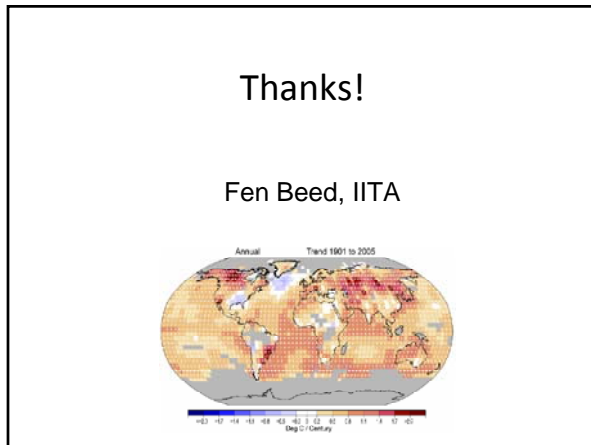 Thanks!
Fen Beed, IITA
Annual Trend 1901 to 2005
Deg C / Century